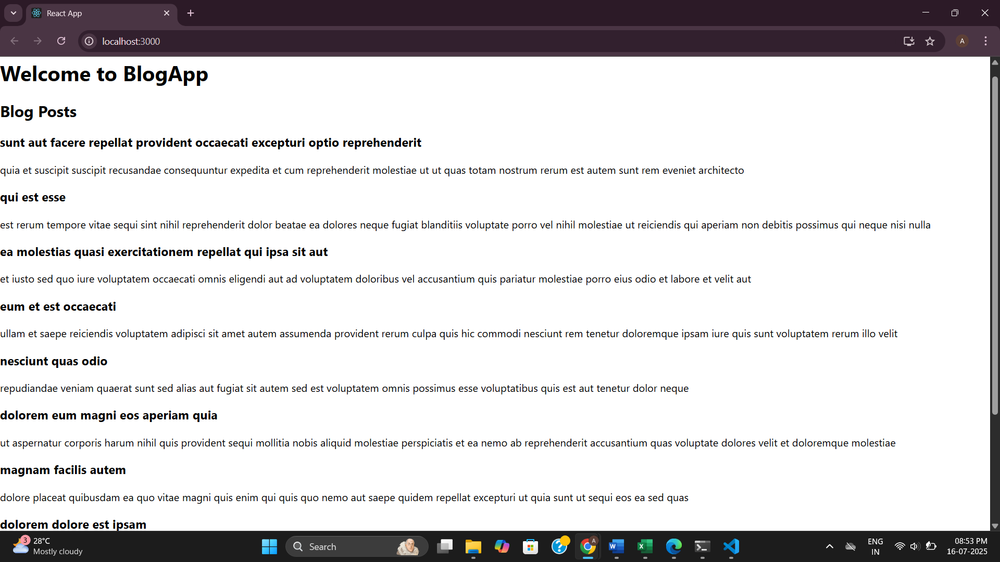 React App
localhost:3000
A
Welcome to BlogApp
Blog Posts
sunt aut facere repellat provident occaecati excepturi optio reprehenderit
quia et suscipit suscipit recusandae consequuntur expedita et cum reprehenderit molestiae ut ut quas totam nostrum rerum est autem sunt rem eveniet architecto
qui est esse
est rerum tempore vitae sequi sint nihil reprehenderit dolor beatae ea dolores neque fugiat blanditiis voluptate porro vel nihil molestiae ut reiciendis qui aperiam non debitis possimus qui neque nisi nulla
ea molestias quasi exercitationem repellat qui ipsa sit aut
et iusto sed quo iure voluptatem occaecati omnis eligendi aut ad voluptatem doloribus vel accusantium quis pariatur molestiae porro eius odio et labore et velit aut
eum et est occaecati
ullam et saepe reiciendis voluptatem adipisci sit amet autem assumenda provident rerum culpa quis hic commodi nesciunt rem tenetur doloremque ipsam iure quis sunt voluptatem rerum illo velit
nesciunt quas odio
repudiandae veniam quaerat sunt sed alias aut fugiat sit autem sed est voluptatem omnis possimus esse voluptatibus quis est aut tenetur dolor neque
dolorem eum magni eos aperiam quia
ut aspernatur corporis harum nihil quis provident sequi mollitia nobis aliquid molestiae perspiciatis et ea nemo ab reprehenderit accusantium quas voluptate dolores velit et doloremque molestiae
magnam facilis autem
dolore placeat quibusdam ea quo vitae magni quis enim qui quis quo nemo aut saepe quidem repellat excepturi ut quia sunt ut sequi eos ea sed quas
dolorem dolore est ipsam
3
28°C
Mostly cloudy
Search
A
ENG
IN
08:53 PM
16-07-2025